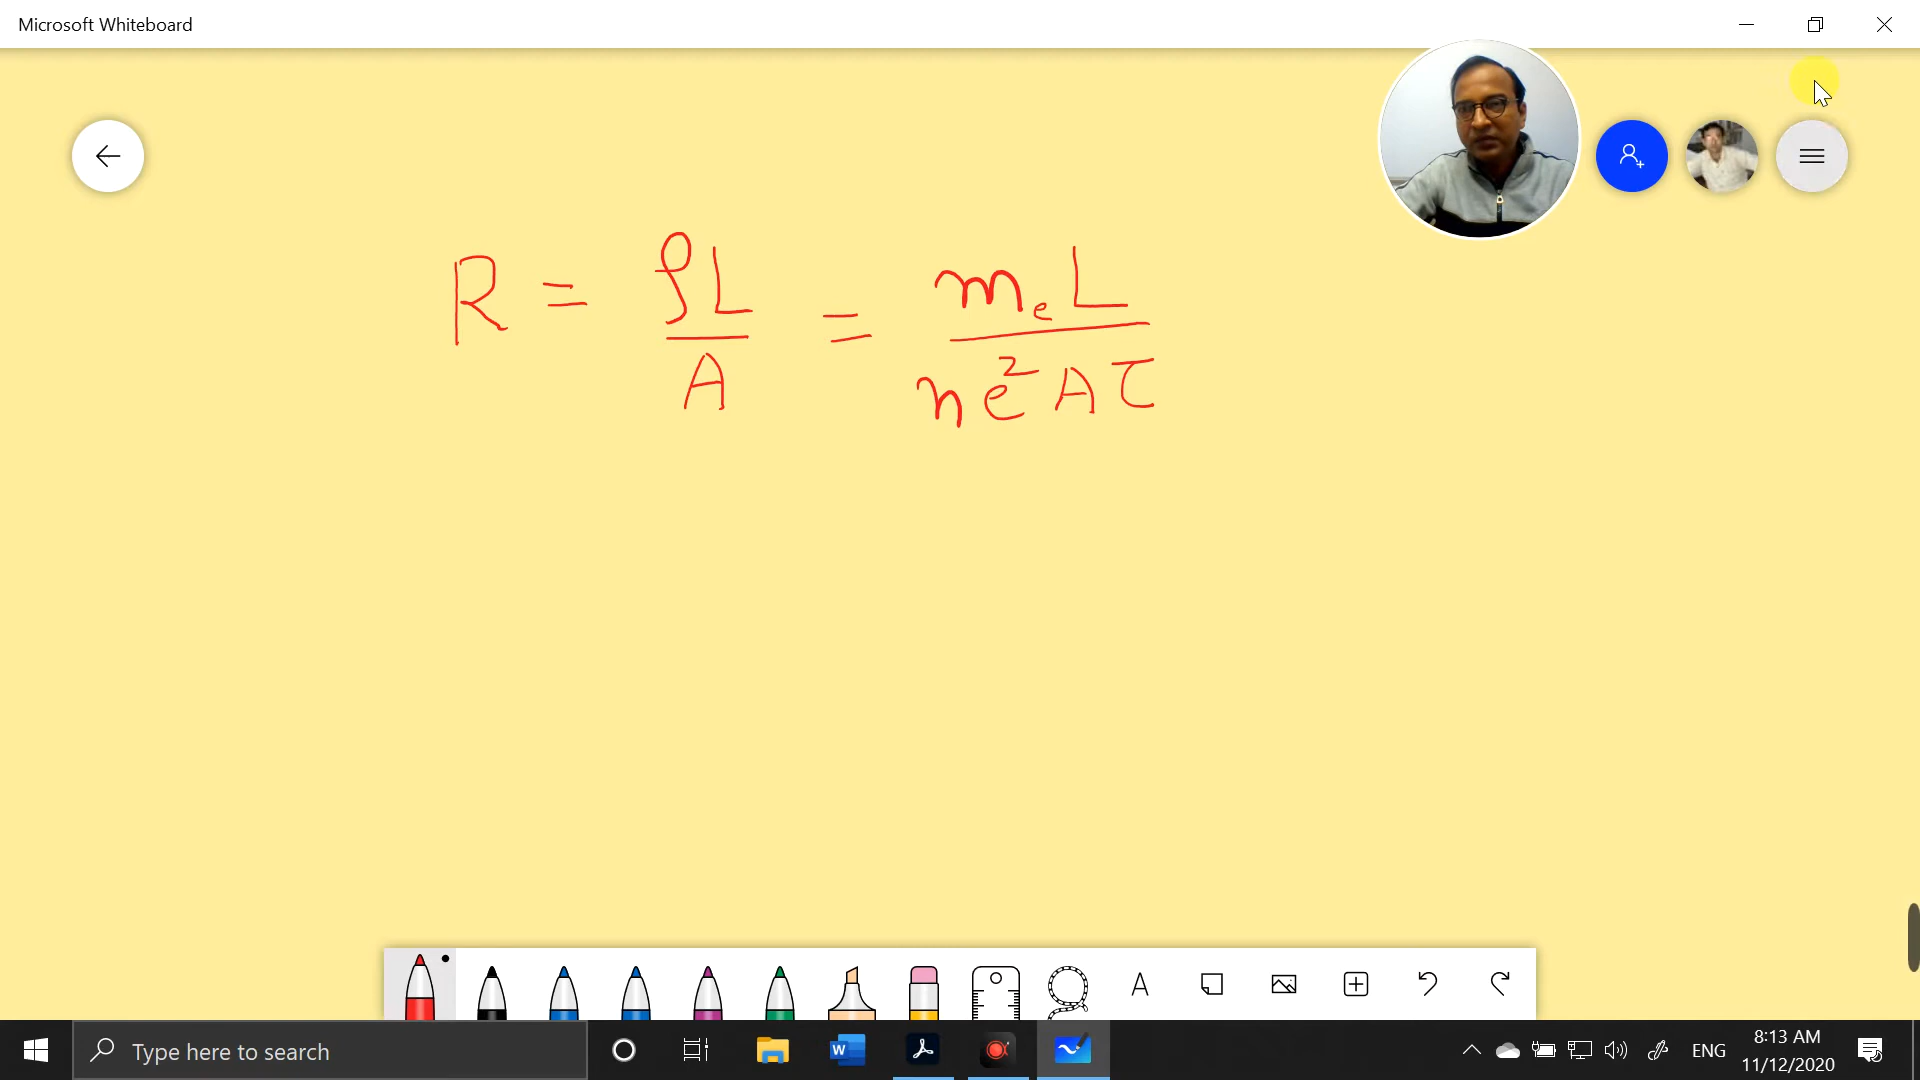 Microsoft Whiteboard
R = ρL/A = mₑL/ne²Aτ
A
Type here to search
W
ENG
8:13 AM
11/12/2020